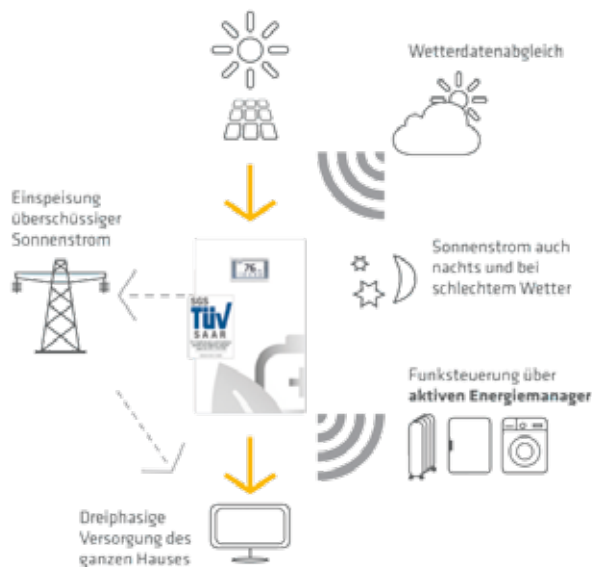 Wetterdatenabgleich
Einspeisung
überschüssiger
Sonnenstrom
76
SGS
TÜV
SAAR
Sonnenstrom auch
nachts und bei
schlechtem Wetter
Funksteuerung über
aktiven Energiemanager
Dreiphasige
Versorgung des
ganzen Hauses